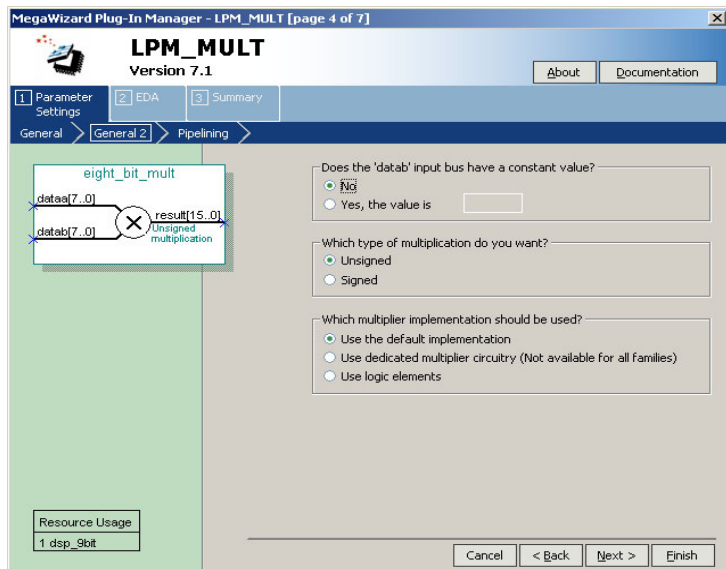 MegaWizard Plug-In Manager - LPM_MULT [page 4 of 7]
LPM_MULT
Version 7.1
About
Documentation
1 Parameter Settings
2 EDA
3 Summary
General
General 2
Pipelining
eight_bit_mult
dataa[7..0]
datab[7..0]
result[15..0]
Unsigned
multiplication
Does the 'datab' input bus have a constant value?
No
Yes, the value is
Which type of multiplication do you want?
Unsigned
Signed
Which multiplier implementation should be used?
Use the default implementation
Use dedicated multiplier circuitry (Not available for all families)
Use logic elements
Resource Usage
1 dsp_9bit
Cancel
< Back
Next >
Finish